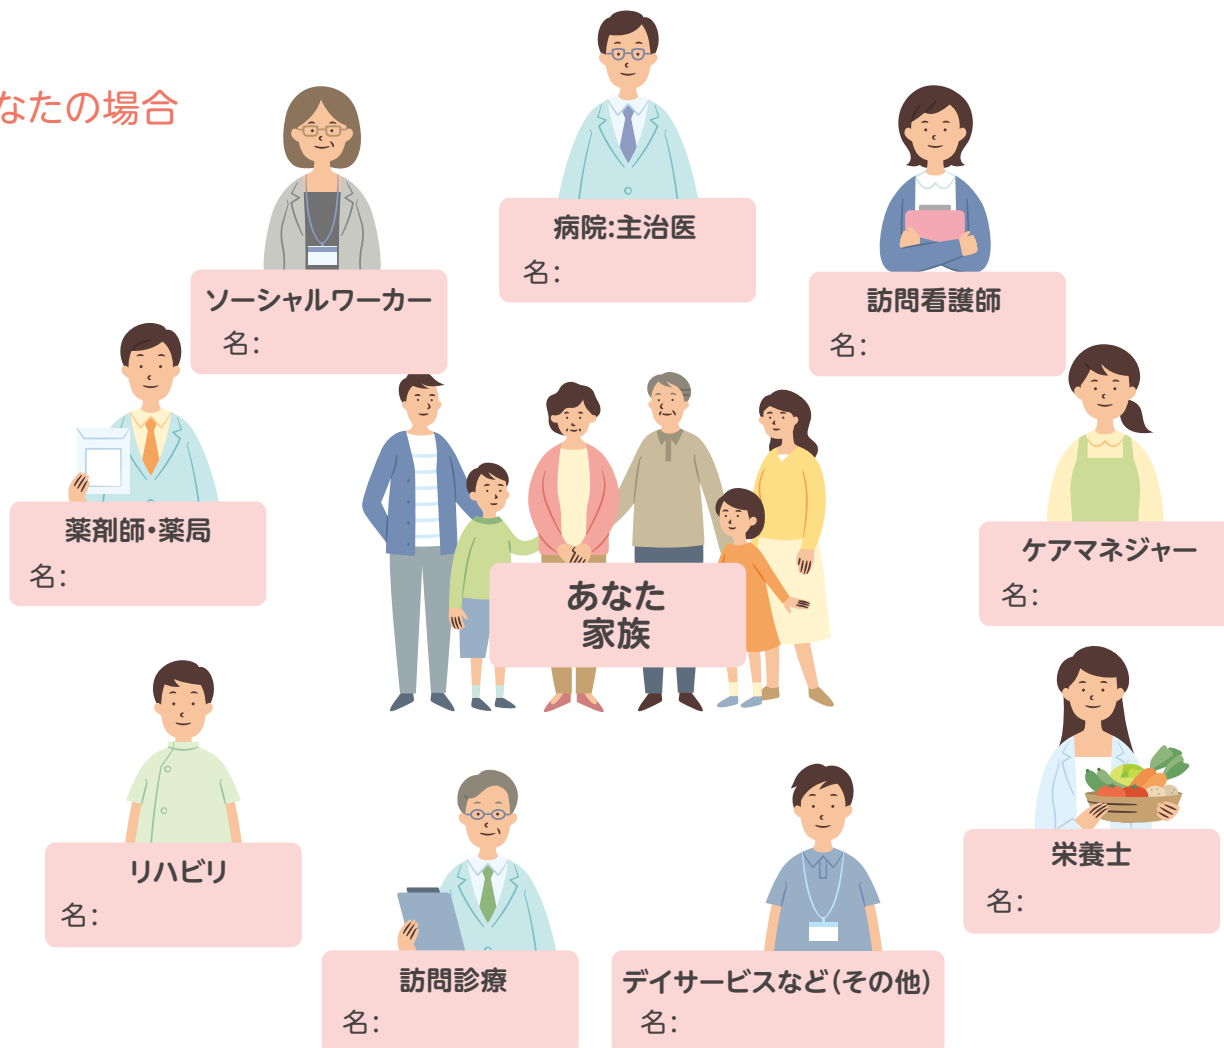 なたの場合
病院:主治医
名:
ソーシャルワーカー
名:
訪問看護師
名:
薬剤師・薬局
名:
ケアマネジャー
名:
あなた
家族
リハビリ
名:
栄養士
名:
訪問診療
名:
デイサービスなど(その他)
名: